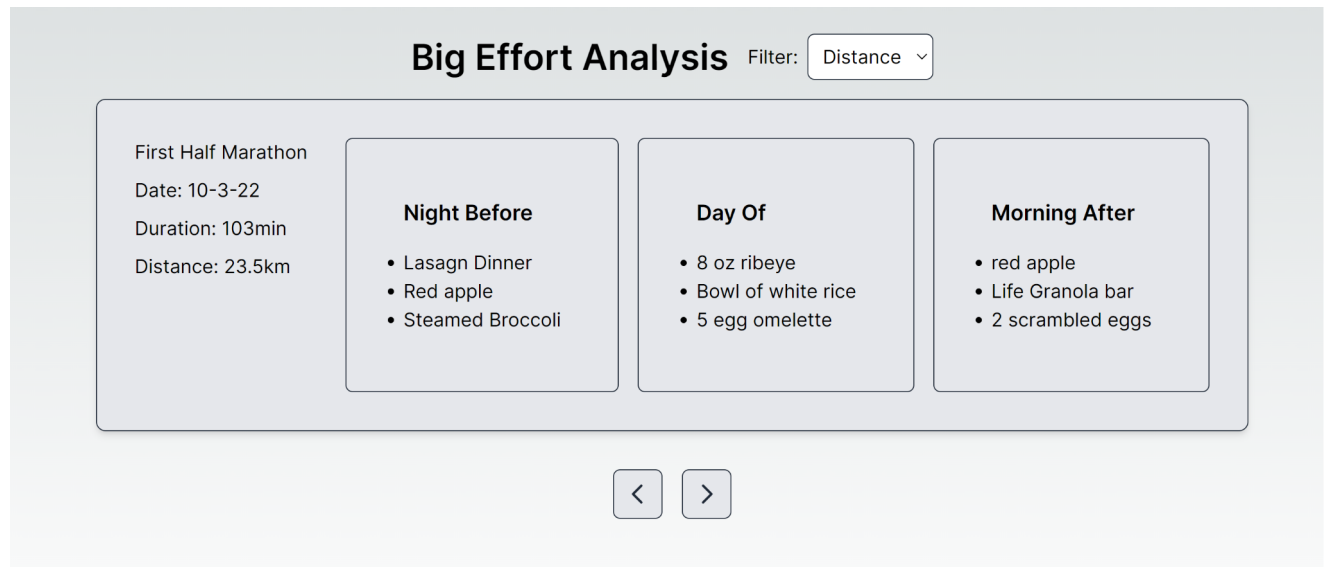 Big Effort Analysis
Filter:
Distance
First Half Marathon
Date: 10-3-22
Duration: 103min
Distance: 23.5km
Night Before
• Lasagn Dinner
• Red apple
• Steamed Broccoli
Day Of
• 8 oz ribeye
• Bowl of white rice
• 5 egg omelette
Morning After
• red apple
• Life Granola bar
• 2 scrambled eggs